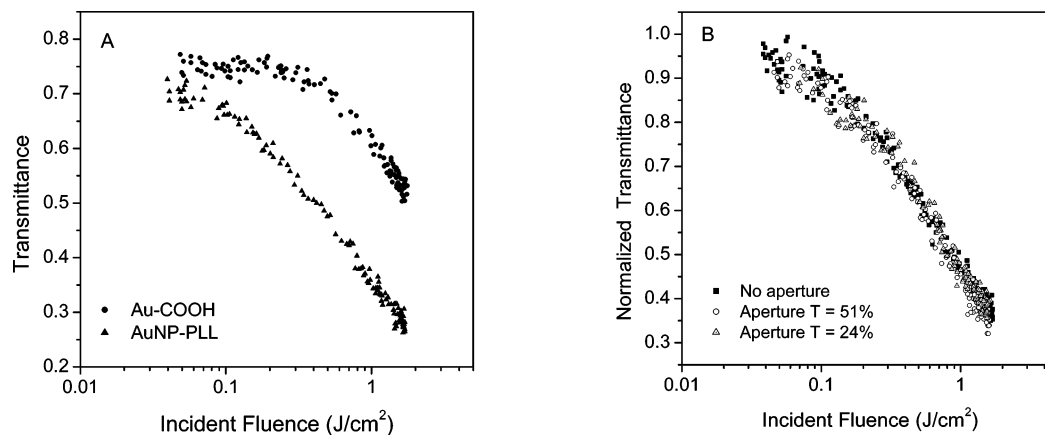 A
0.8
0.7
0.6
0.5
0.4
0.3
0.2
Transmittance
Au-COOH
AuNP-PLL
0.01
0.1
1
Incident Fluence (J/cm²)
B
1.0
0.9
0.8
0.7
0.6
0.5
0.4
0.3
Normalized Transmittance
No aperture
Aperture T = 51%
Aperture T = 24%
0.01
0.1
1
Incident Fluence (J/cm²)